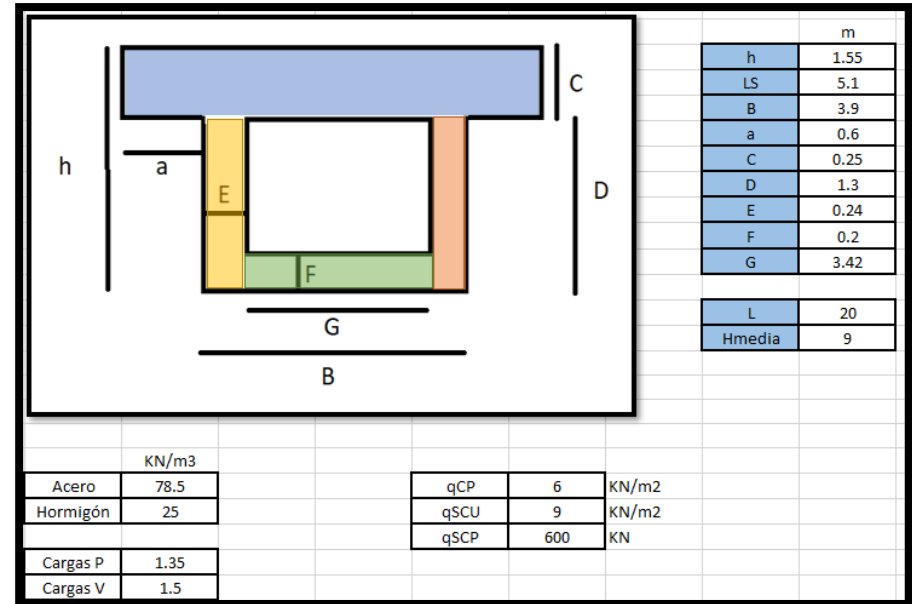 m
h 1.55
LS 5.1
B 3.9
a 0.6
C 0.25
D 1.3
E 0.24
F 0.2
G 3.42
L 20
Hmedia 9
C
h
a
E
D
F
G
B
KN/m3
Acero 78.5
Hormigón 25
qCP 6 KN/m2
qSCU 9 KN/m2
qSCP 600 KN
Cargas P 1.35
Cargas V 1.5